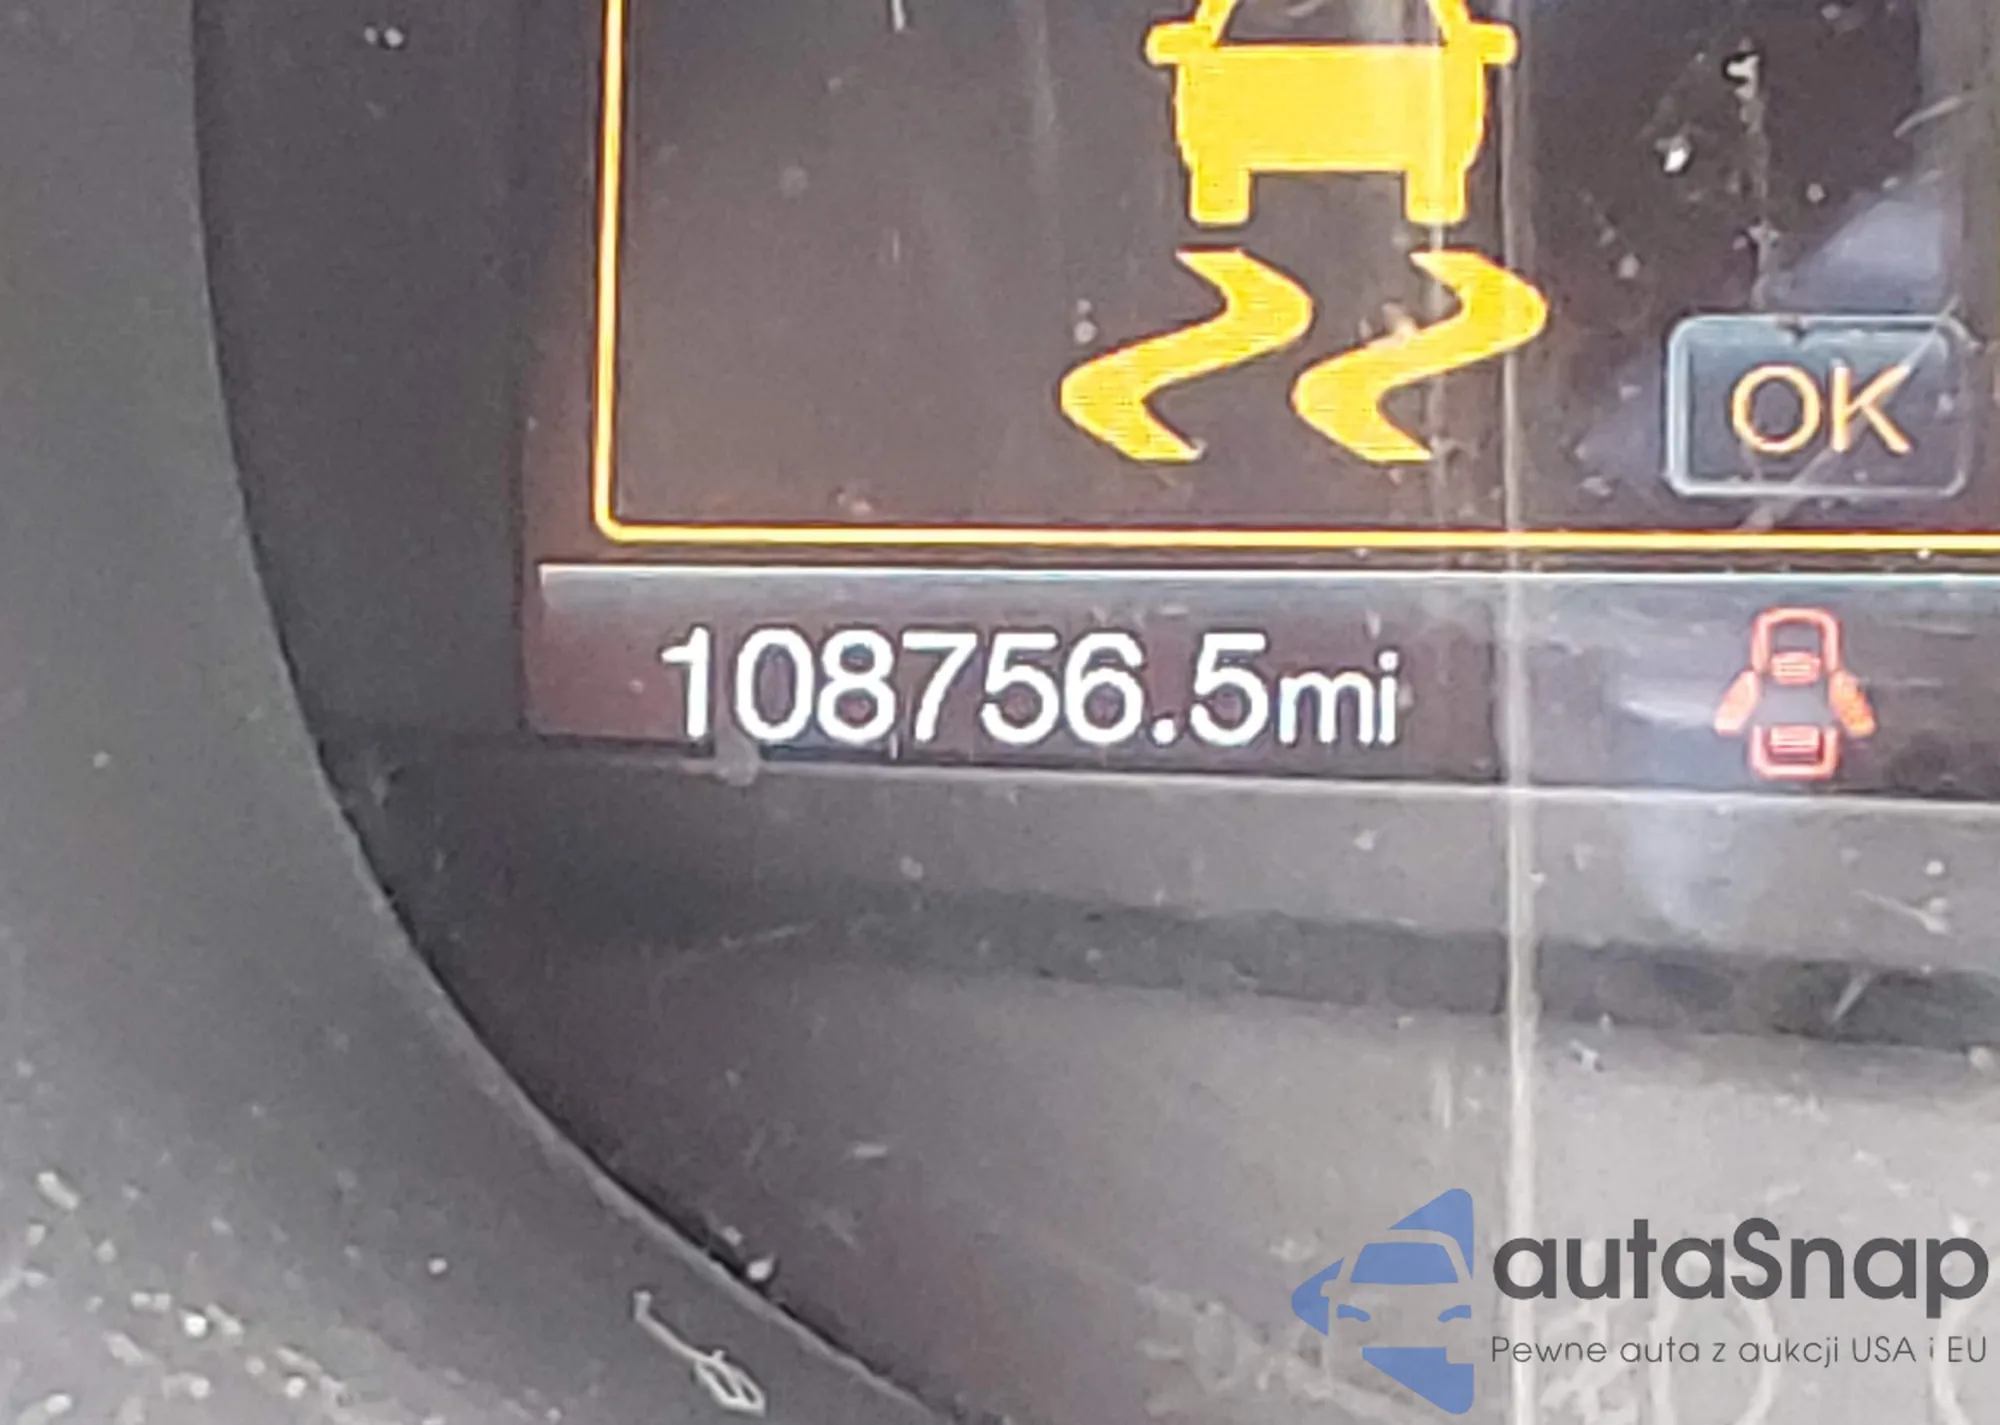 OK
108756.5mi
autaSnap
Pewne auta z aukcji USA i EU